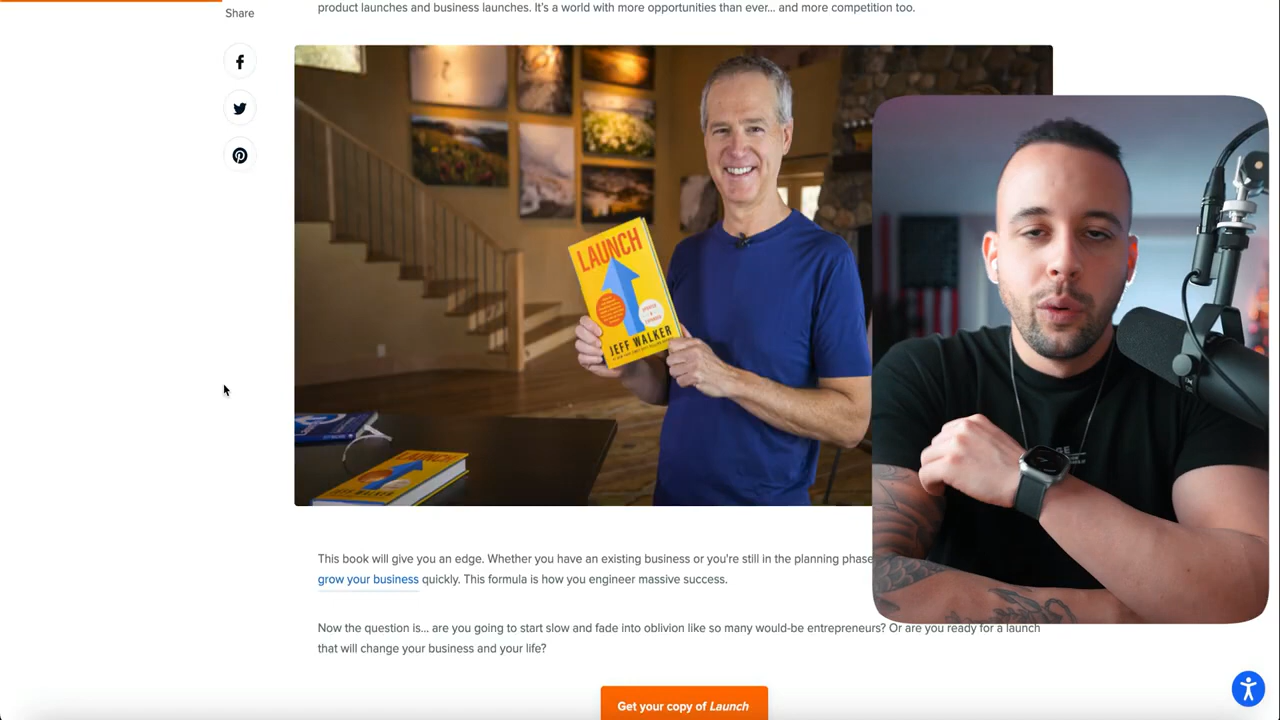 product launches and business launches. It's a world with more opportunities than ever... and more competition too.
Share
LAUNCH
JEFF WALKER
LAUNCH
JEFF WALKER
This book will give you an edge. Whether you have an existing business or you're still in the planning phase
grow your business quickly. This formula is how you engineer massive success.
Now the question is... are you going to start slow and fade into oblivion like so many would-be entrepreneurs? Or are you ready for a launch
that will change your business and your life?
Get your copy of Launch